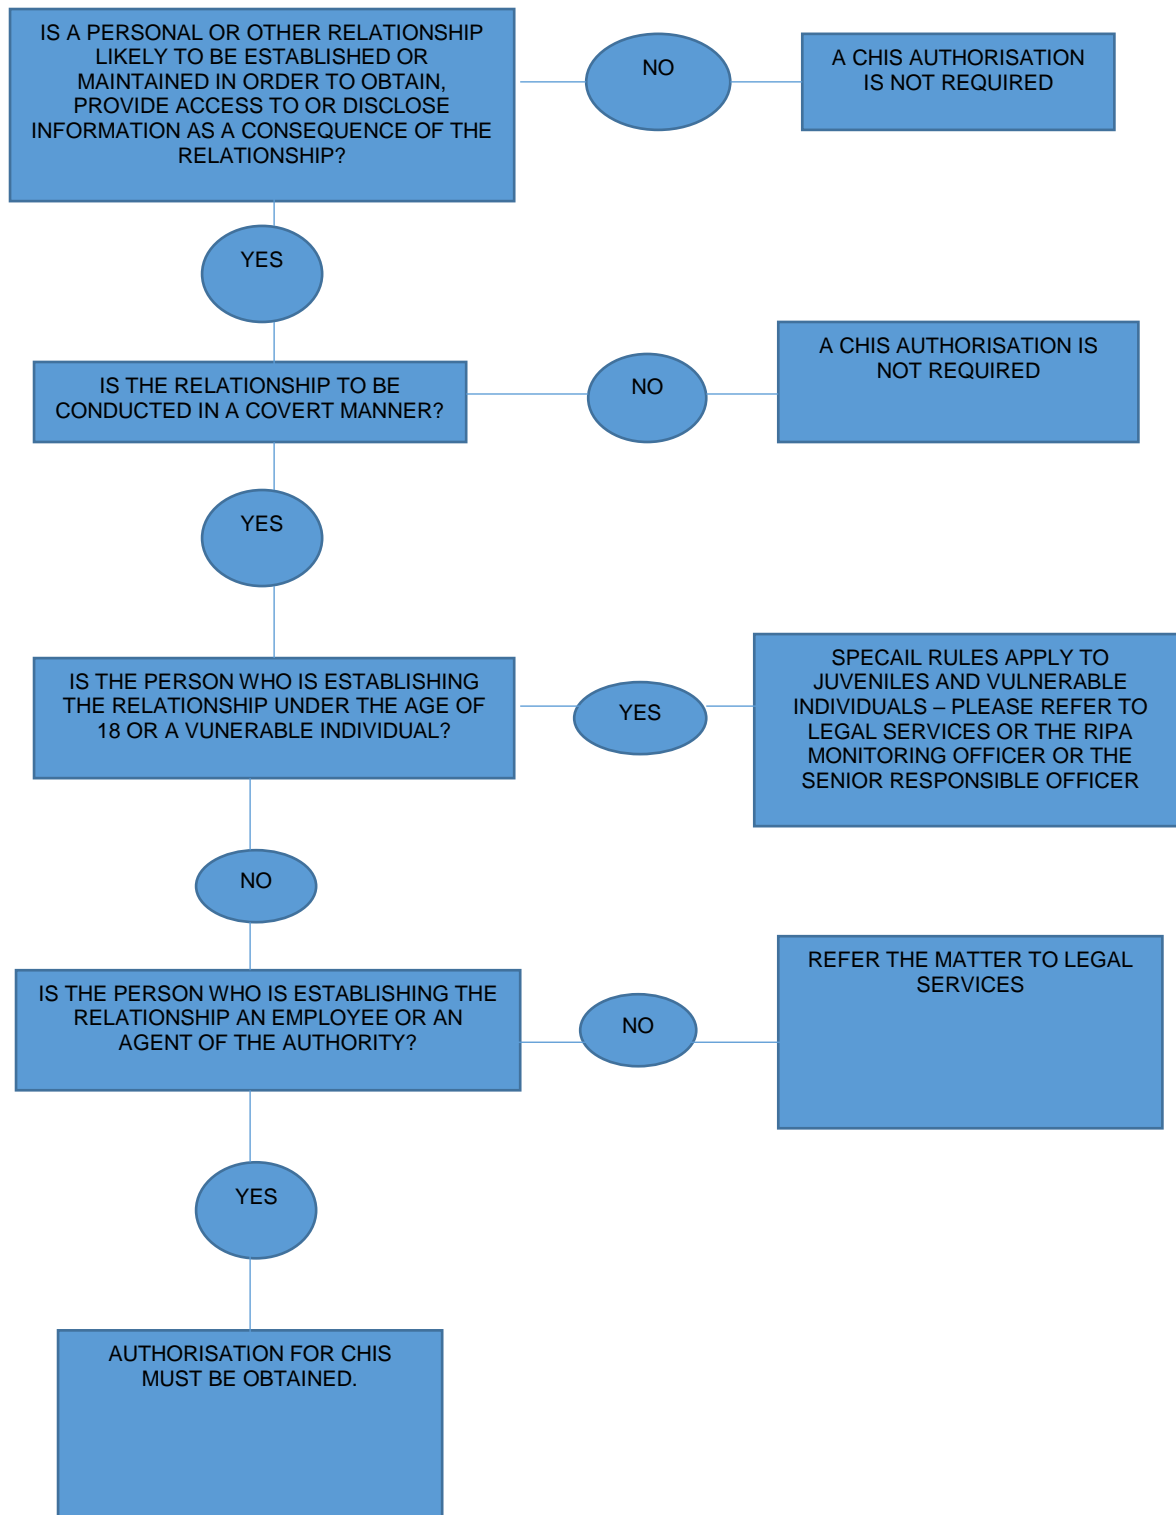 IS A PERSONAL OR OTHER RELATIONSHIP
LIKELY TO BE ESTABLISHED OR
MAINTAINED IN ORDER TO OBTAIN,
PROVIDE ACCESS TO OR DISCLOSE
INFORMATION AS A CONSEQUENCE OF THE
RELATIONSHIP?
NO
A CHIS AUTHORISATION
IS NOT REQUIRED
YES
IS THE RELATIONSHIP TO BE
CONDUCTED IN A COVERT MANNER?
NO
A CHIS AUTHORISATION IS
NOT REQUIRED
YES
IS THE PERSON WHO IS ESTABLISHING
THE RELATIONSHIP UNDER THE AGE OF
18 OR A VUNERABLE INDIVIDUAL?
YES
SPECAIL RULES APPLY TO
JUVENILES AND VULNERABLE
INDIVIDUALS – PLEASE REFER TO
LEGAL SERVICES OR THE RIPA
MONITORING OFFICER OR THE
SENIOR RESPONSIBLE OFFICER
NO
IS THE PERSON WHO IS ESTABLISHING THE
RELATIONSHIP AN EMPLOYEE OR AN
AGENT OF THE AUTHORITY?
NO
REFER THE MATTER TO LEGAL
SERVICES
YES
AUTHORISATION FOR CHIS
MUST BE OBTAINED.